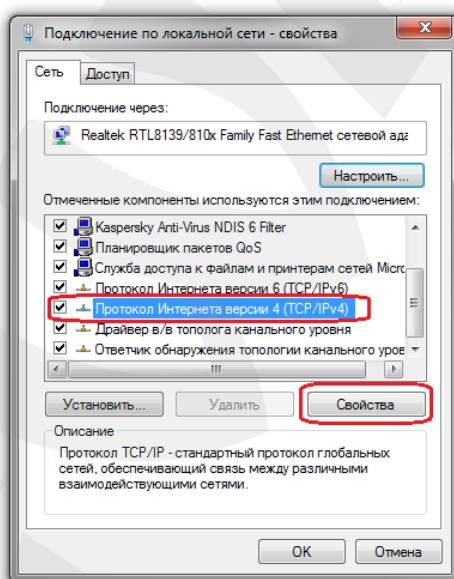 Подключение по локальной сети - свойства
Сеть
Доступ
Подключение через:
Realtek RTL8139/810x Family Fast Ethernet сетевой ада
Настроить...
Отмеченные компоненты используются этим подключением:
Kaspersky Anti-Virus NDIS 6 Filter
Планировщик пакетов QoS
Служба доступа к файлам и принтерам сетей Micro
Протокол Интернета версии 6 (TCP/IPv6)
Протокол Интернета версии 4 (TCP/IPv4)
Драйвер в/в тополога канального уровня
Ответчик обнаружения топологии канального уров
Установить...
Удалить
Свойства
Описание
Протокол TCP/IP - стандартный протокол глобальных
сетей, обеспечивающий связь между различными
взаимодействующими сетями.
OK
Отмена